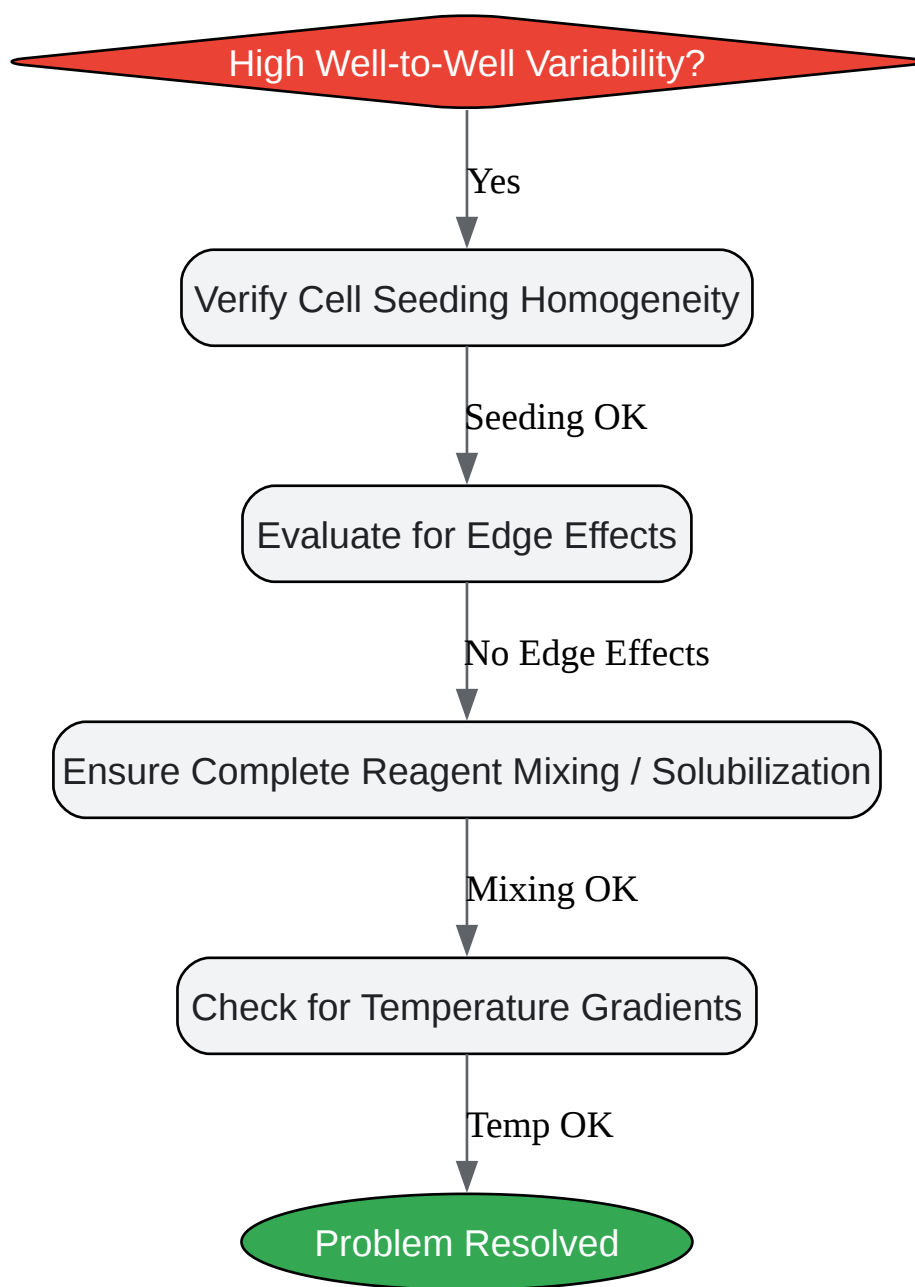 High Well-to-Well Variability?
Yes
Verify Cell Seeding Homogeneity
Seeding OK
Evaluate for Edge Effects
No Edge Effects
Ensure Complete Reagent Mixing / Solubilization
Mixing OK
Check for Temperature Gradients
Temp OK
Problem Resolved